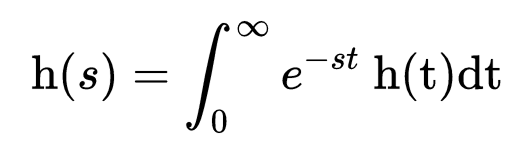 h(s) = ∫₀^∞ e^{-st} h(t)dt